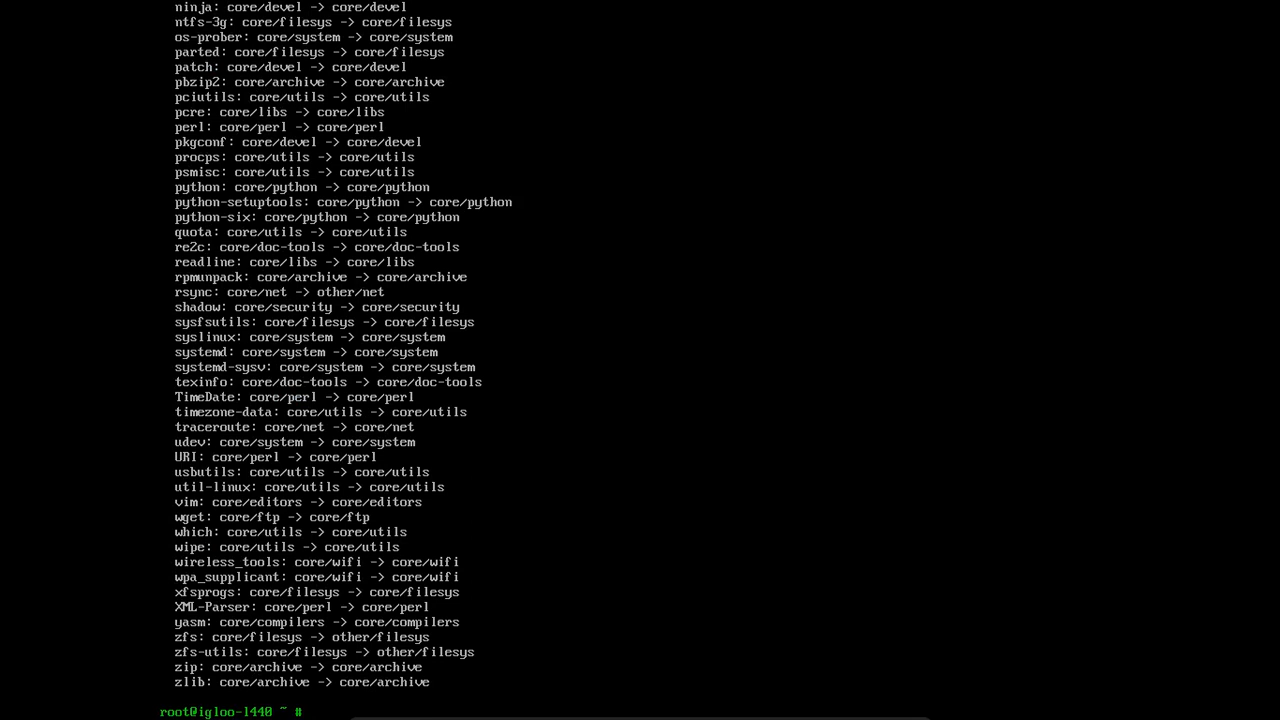 ninja: core/devel -> core/devel
ntfs-3g: core/filesys -> core/filesys
os-prober: core/system -> core/system
parted: core/filesys -> core/filesys
patch: core/devel -> core/devel
pbzip2: core/archive -> core/archive
pciutils: core/utils -> core/utils
pcre: core/libs -> core/libs
perl: core/perl -> core/perl
pkgconf: core/devel -> core/devel
procps: core/utils -> core/utils
psmisc: core/utils -> core/utils
python: core/python -> core/python
python-setuptools: core/python -> core/python
python-six: core/python -> core/python
quota: core/utils -> core/utils
re2c: core/doc-tools -> core/doc-tools
readline: core/libs -> core/libs
rpmunpack: core/archive -> core/archive
rsync: core/net -> other/net
shadow: core/security -> core/security
sysfsutils: core/filesys -> core/filesys
syslinux: core/system -> core/system
systemd: core/system -> core/system
systemd-sysv: core/system -> core/system
texinfo: core/doc-tools -> core/doc-tools
TimeDate: core/perl -> core/perl
timezone-data: core/utils -> core/utils
traceroute: core/net -> core/net
udev: core/system -> core/system
URI: core/perl -> core/perl
usbutils: core/utils -> core/utils
util-linux: core/utils -> core/utils
vim: core/editors -> core/editors
wget: core/ftp -> core/ftp
which: core/utils -> core/utils
wipe: core/utils -> core/utils
wireless_tools: core/wifi -> core/wifi
wpa_supplicant: core/wifi -> core/wifi
xfsprogs: core/filesys -> core/filesys
XML-Parser: core/perl -> core/perl
yasm: core/compilers -> core/compilers
zfs: core/filesys -> other/filesys
zfs-utils: core/filesys -> other/filesys
zip: core/archive -> core/archive
zlib: core/archive -> core/archive
root@igloo-1440 ~ #